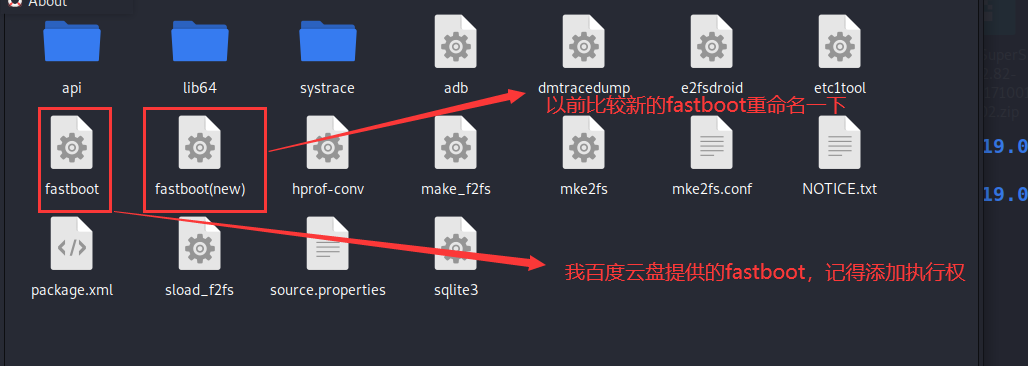 About
api lib64 systrace adb dmtracedump e2fsdroid etc1tool
以前比较新的fastboot重命名一下
19.0
fastboot fastboot(new) hprof-conv make_f2fs mke2fs mke2fs.conf NOTICE.txt
19.0
我百度云盘提供的fastboot，记得添加执行权
package.xml sload_f2fs source.properties sqlite3